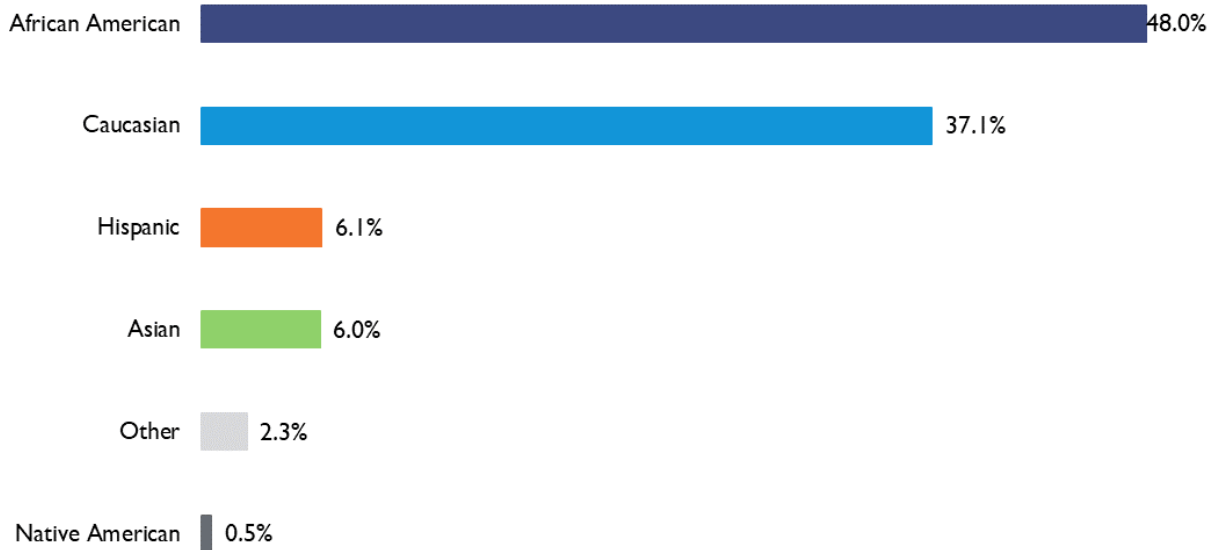 African American 48.0%
Caucasian 37.1%
Hispanic 6.1%
Asian 6.0%
Other 2.3%
Native American 0.5%